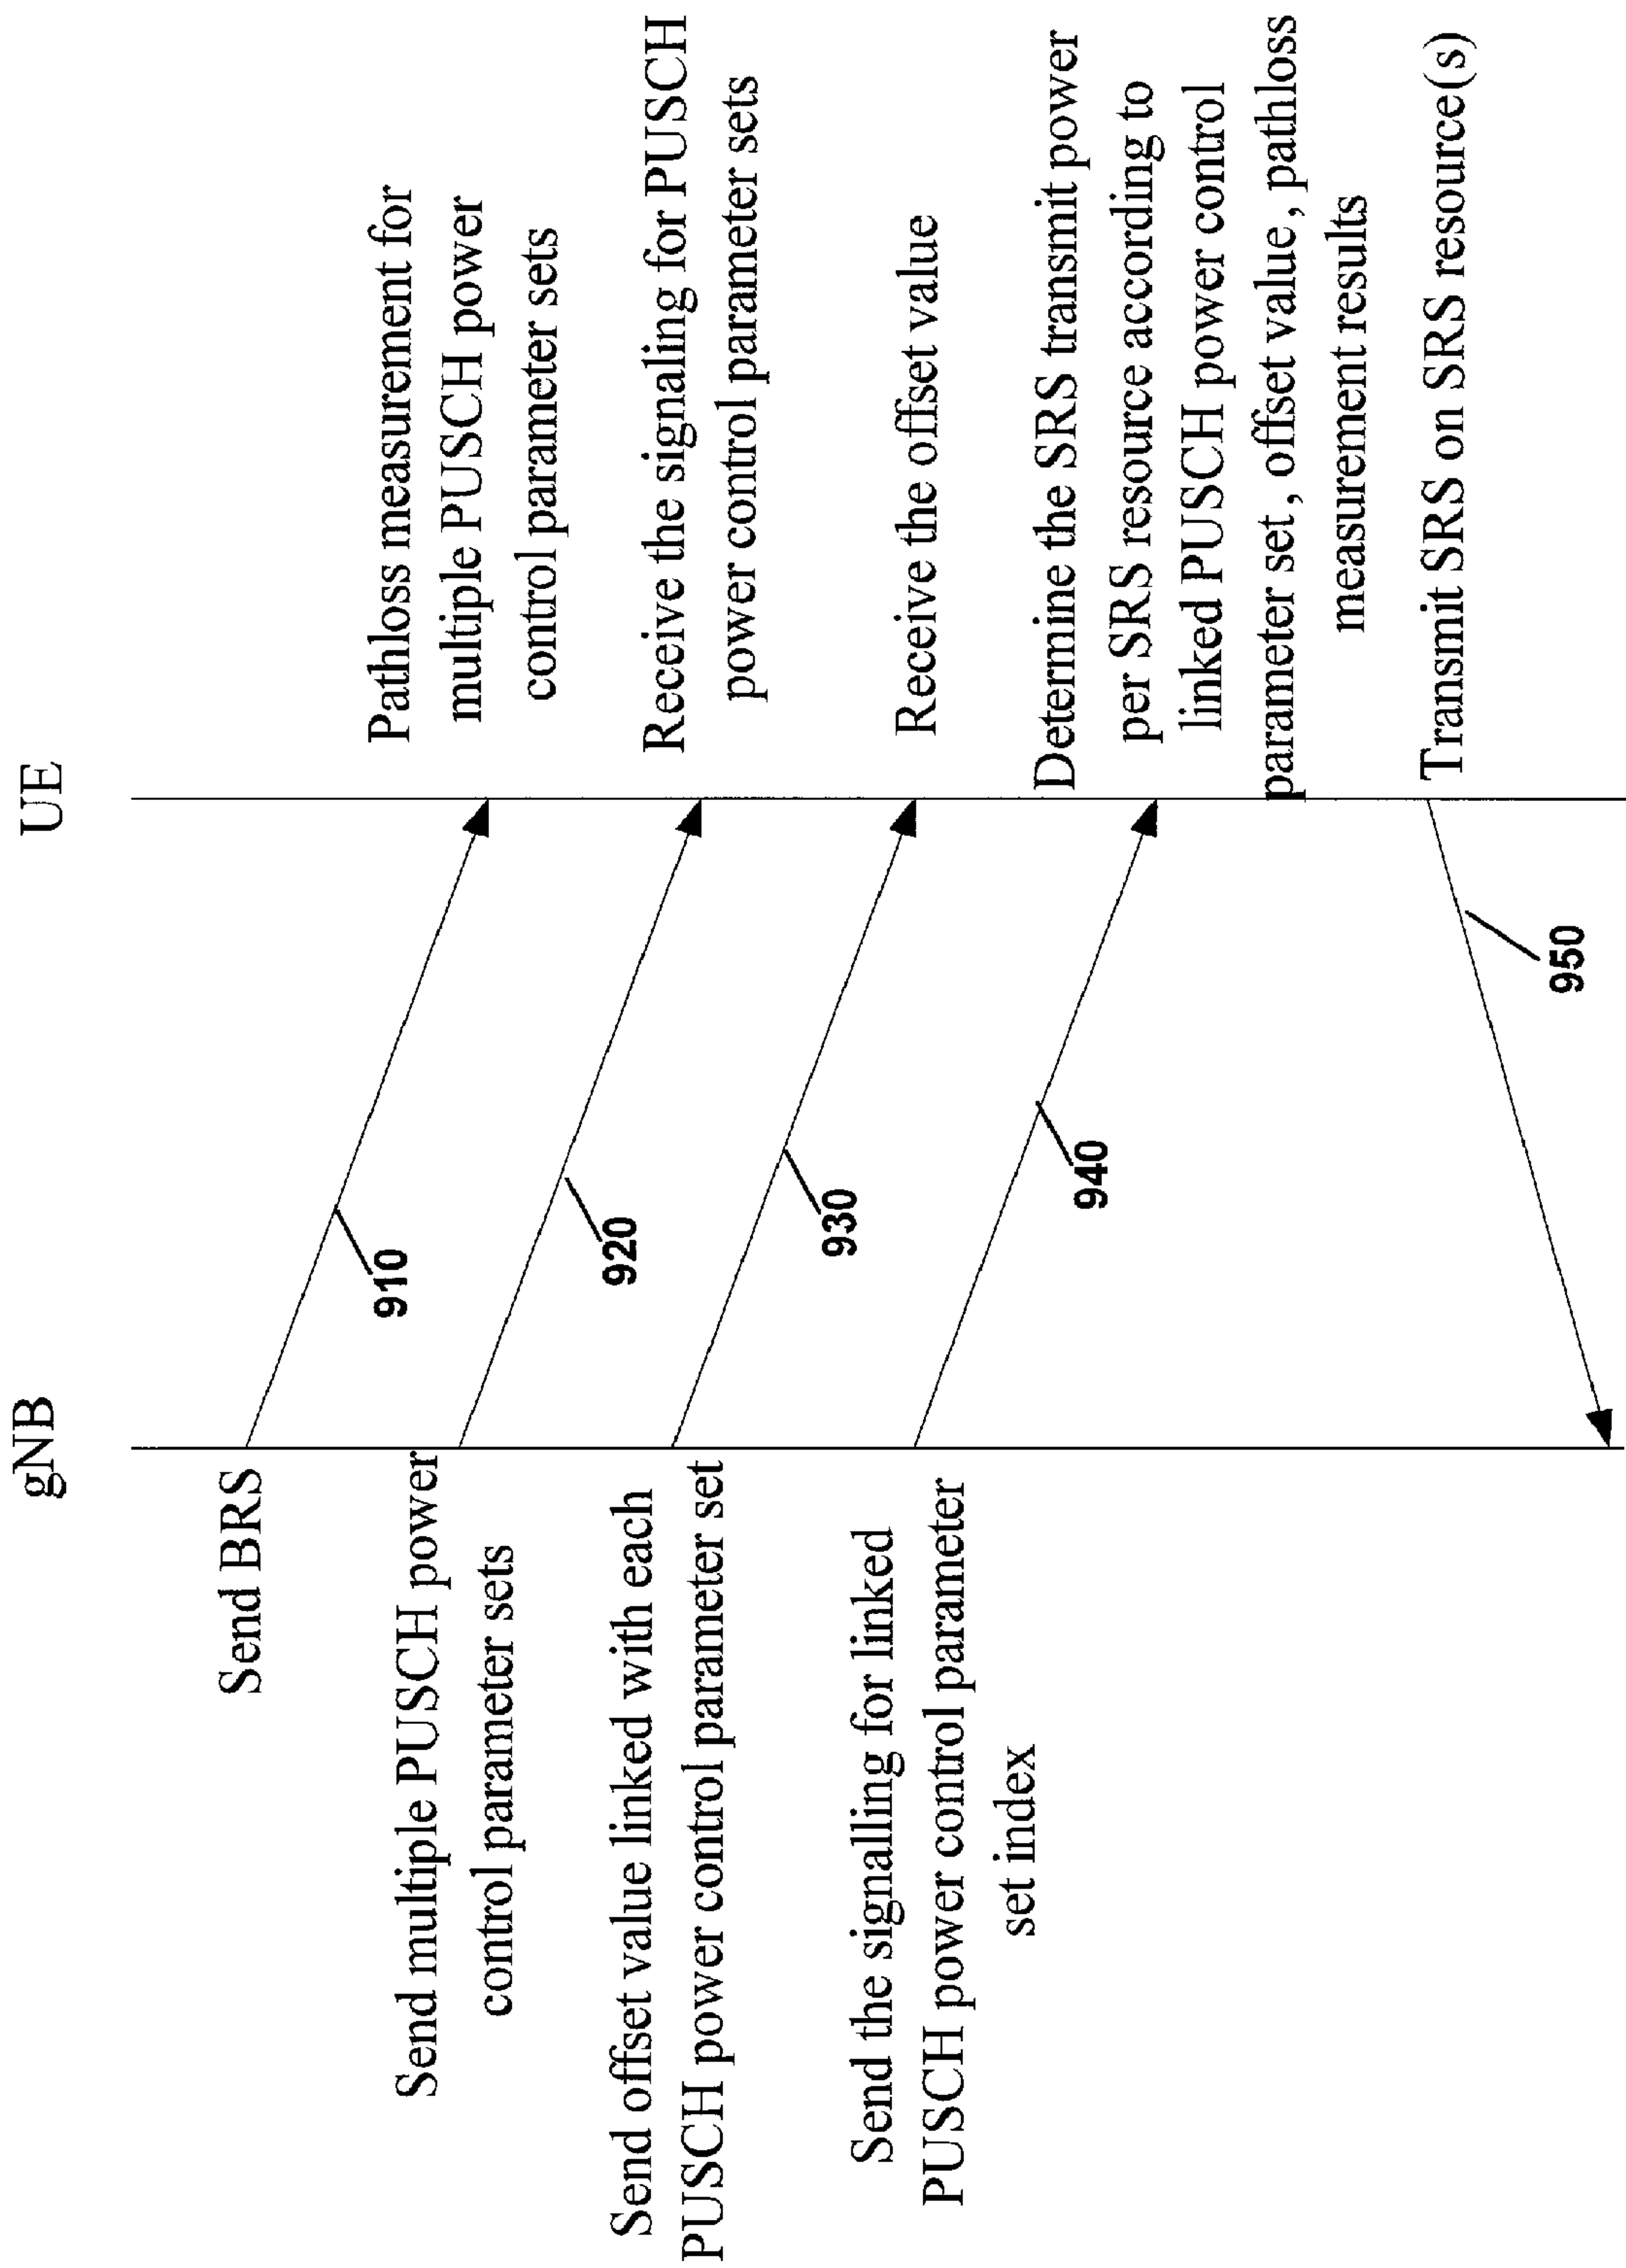 gNB
UE
Send BRS
910
Pathloss measurement for
multiple PUSCH power
control parameter sets
Send multiple PUSCH power
control parameter sets
920
Receive the signaling for PUSCH
power control parameter sets
Send offset value linked with each
PUSCH power control parameter set
930
Receive the offset value
Send the signalling for linked
PUSCH power control parameter
set index
940
Determine the SRS transmit power
per SRS resource according to
linked PUSCH power control
parameter set, offset value, pathloss
measurement results
Transmit SRS on SRS resource(s)
950